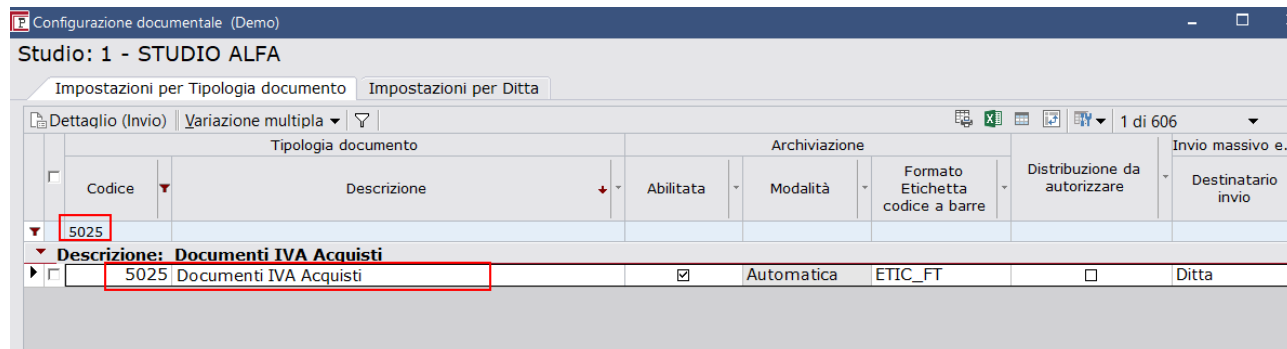 Configurazione documentale (Demo)
Studio: 1 - STUDIO ALFA
Impostazioni per Tipologia documento Impostazioni per Ditta
Dettaglio (Invio) Variazione multipla 1 di 606
Tipologia documento Archiviazione Distribuzione da autorizzare Invio massivo e.
Codice Descrizione Abilitata Modalità Formato Etichetta codice a barre Destinatario invio
5025
Descrizione: Documenti IVA Acquisti
5025 Documenti IVA Acquisti Automatica ETIC_FT Ditta